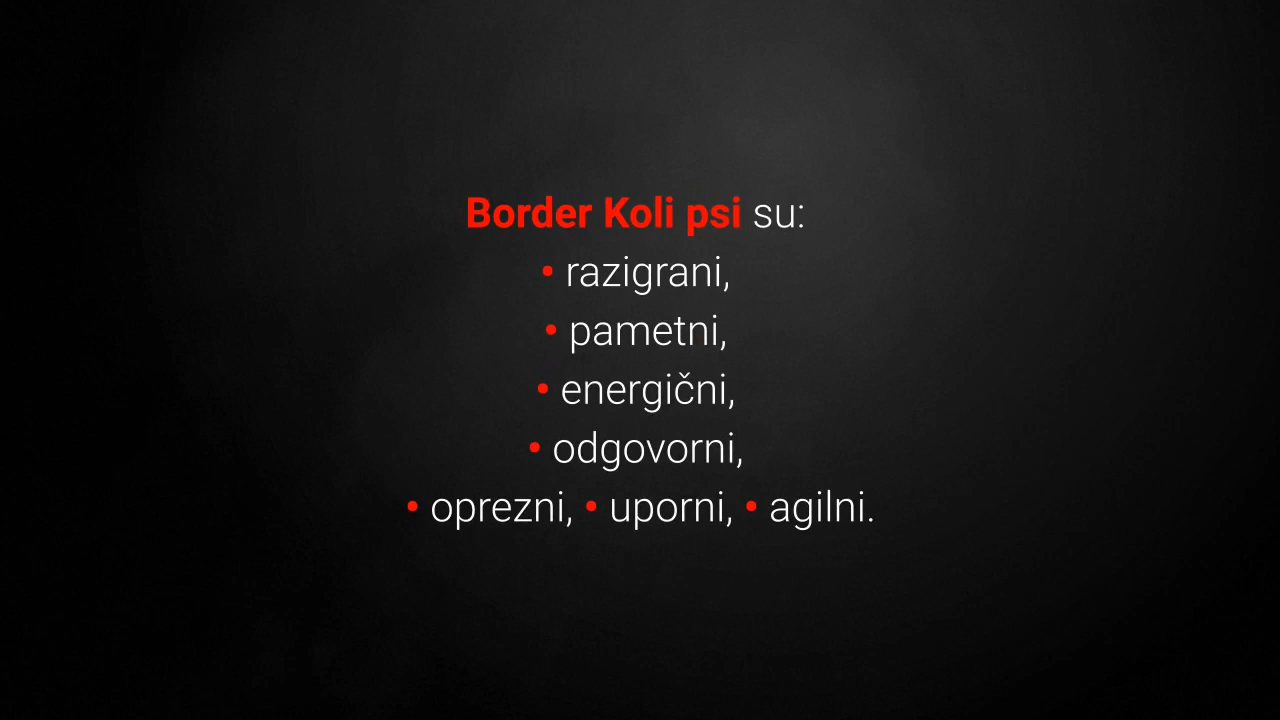 Border Koli psi su:
• razigrani,
• pametni,
• energični,
• odgovorni,
• oprezni, • uporni, • agilni.